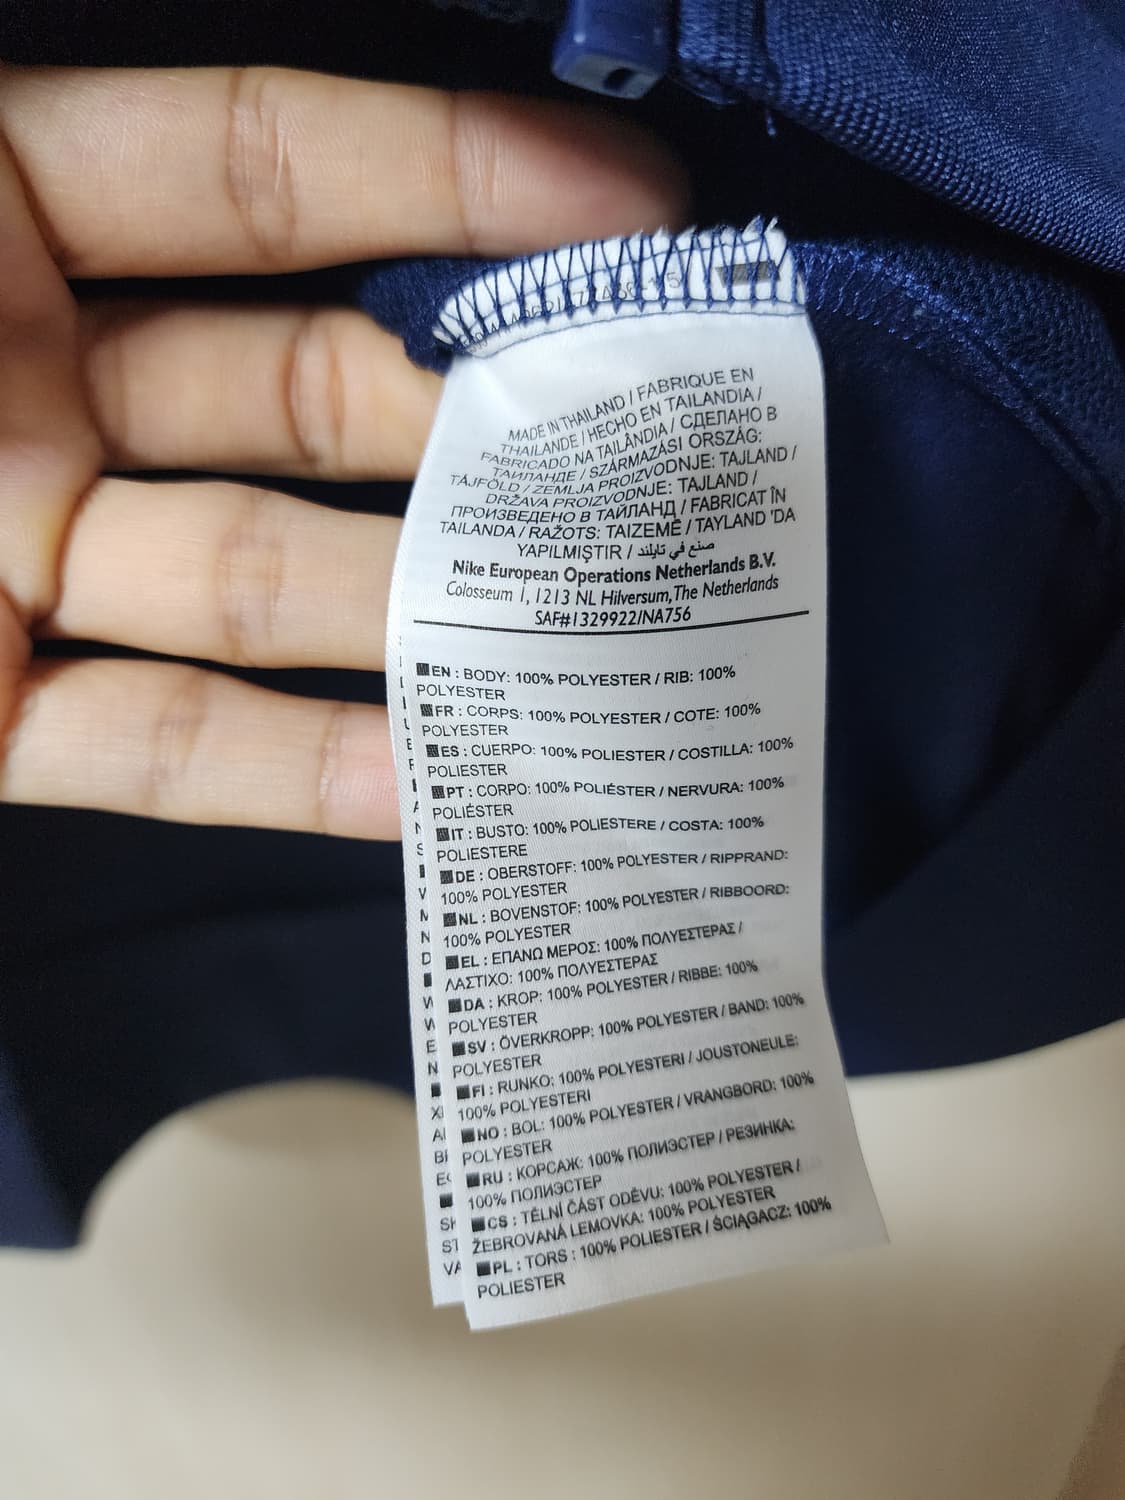 MADE IN THAILAND / FABRIQUE EN
THAILANDE / HECHO EN TAILANDIA /
FABRICADO NA TAILÂNDIA / СДЕЛАНО В
ТАИЛАНДЕ / SZÁRMAZÁSI ORSZÁG:
TÁJFÖLD / ZEMLJA PROIZVODNJE: TAJLAND /
DRŽAVA PROIZVODNJE: TAJLAND /
ПРОИЗВЕДЕНО В ТАЙЛАНД / FABRICAT ÎN
TAILANDA / RAŽOTS: TAIZEMĒ / TAYLAND 'DA
YAPILMIŞTIR / صنع في تايلند
Nike European Operations Netherlands B.V.
Colosseum 1, 1213 NL Hilversum, The Netherlands
SAF#1329922/NA756
EN : BODY: 100% POLYESTER / RIB: 100%
POLYESTER
FR : CORPS: 100% POLYESTER / COTE: 100%
POLYESTER
ES : CUERPO: 100% POLIESTER / COSTILLA: 100%
POLIESTER
PT : CORPO: 100% POLIÉSTER / NERVURA: 100%
POLIÉSTER
IT : BUSTO: 100% POLIESTERE / COSTA: 100%
POLIESTERE
DE : OBERSTOFF: 100% POLYESTER / RIPPRAND:
100% POLYESTER
NL : BOVENSTOF: 100% POLYESTER / RIBBOORD:
100% POLYESTER
EL : ΕΠΑΝΩ ΜΕΡΟΣ: 100% ΠΟΛΥΕΣΤΕΡΑΣ /
ΛΑΣΤΙΧΟ: 100% ΠΟΛΥΕΣΤΕΡΑΣ
DA : KROP: 100% POLYESTER / RIBBE: 100%
POLYESTER
SV : ÖVERKROPP: 100% POLYESTER / BAND: 100%
POLYESTER
FI : RUNKO: 100% POLYESTERI / JOUSTONEULE:
100% POLYESTERI
NO : BOL: 100% POLYESTER / VRANGBORD: 100%
POLYESTER
RU : КОРСАЖ: 100% ПОЛИЭСТЕР / РЕЗИНКА:
100% ПОЛИЭСТЕР
CS : TĚLNÍ ČÁST ODĚVU: 100% POLYESTER /
ŽEBROVANÁ LEMOVKA: 100% POLYESTER
PL : TORS : 100% POLIESTER / ŚCIĄGACZ: 100%
POLIESTER